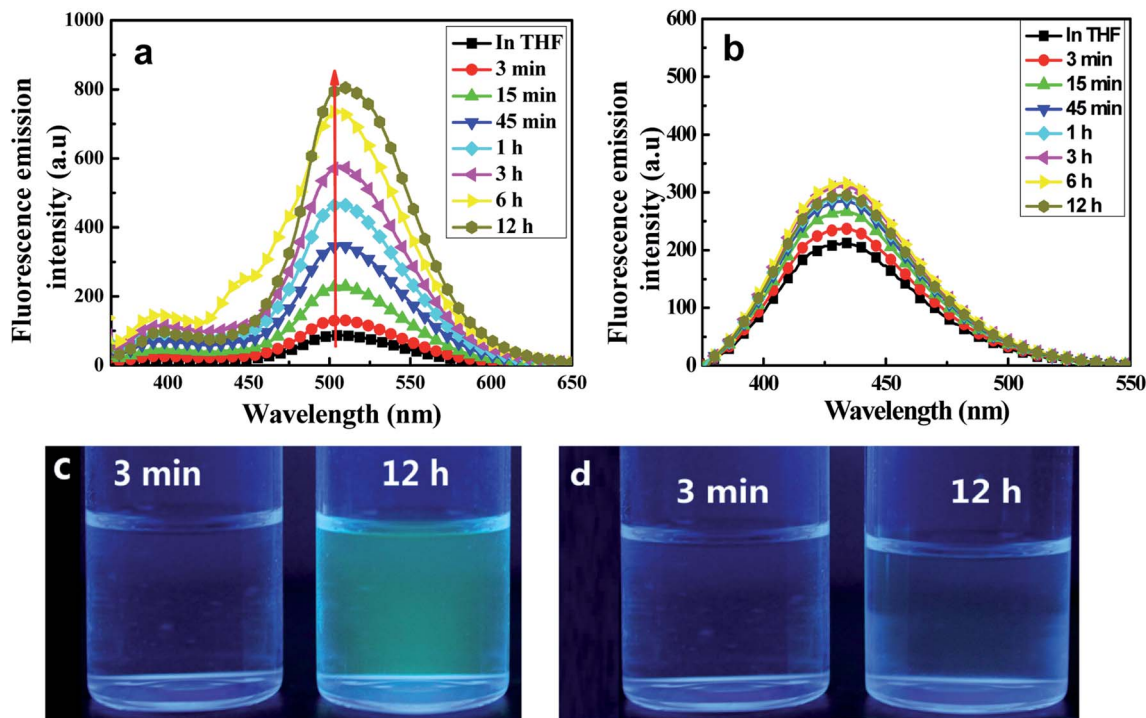 a
Fluorescence emission
intensity (a.u)
1000
800
600
400
200
0
400
450
500
550
600
650
Wavelength (nm)
In THF
3 min
15 min
45 min
1 h
3 h
6 h
12 h
b
Fluorescence emission
intensity (a.u)
600
500
400
300
200
100
0
400
450
500
550
Wavelength (nm)
In THF
3 min
15 min
45 min
1 h
3 h
6 h
12 h
c
3 min
12 h
d
3 min
12 h